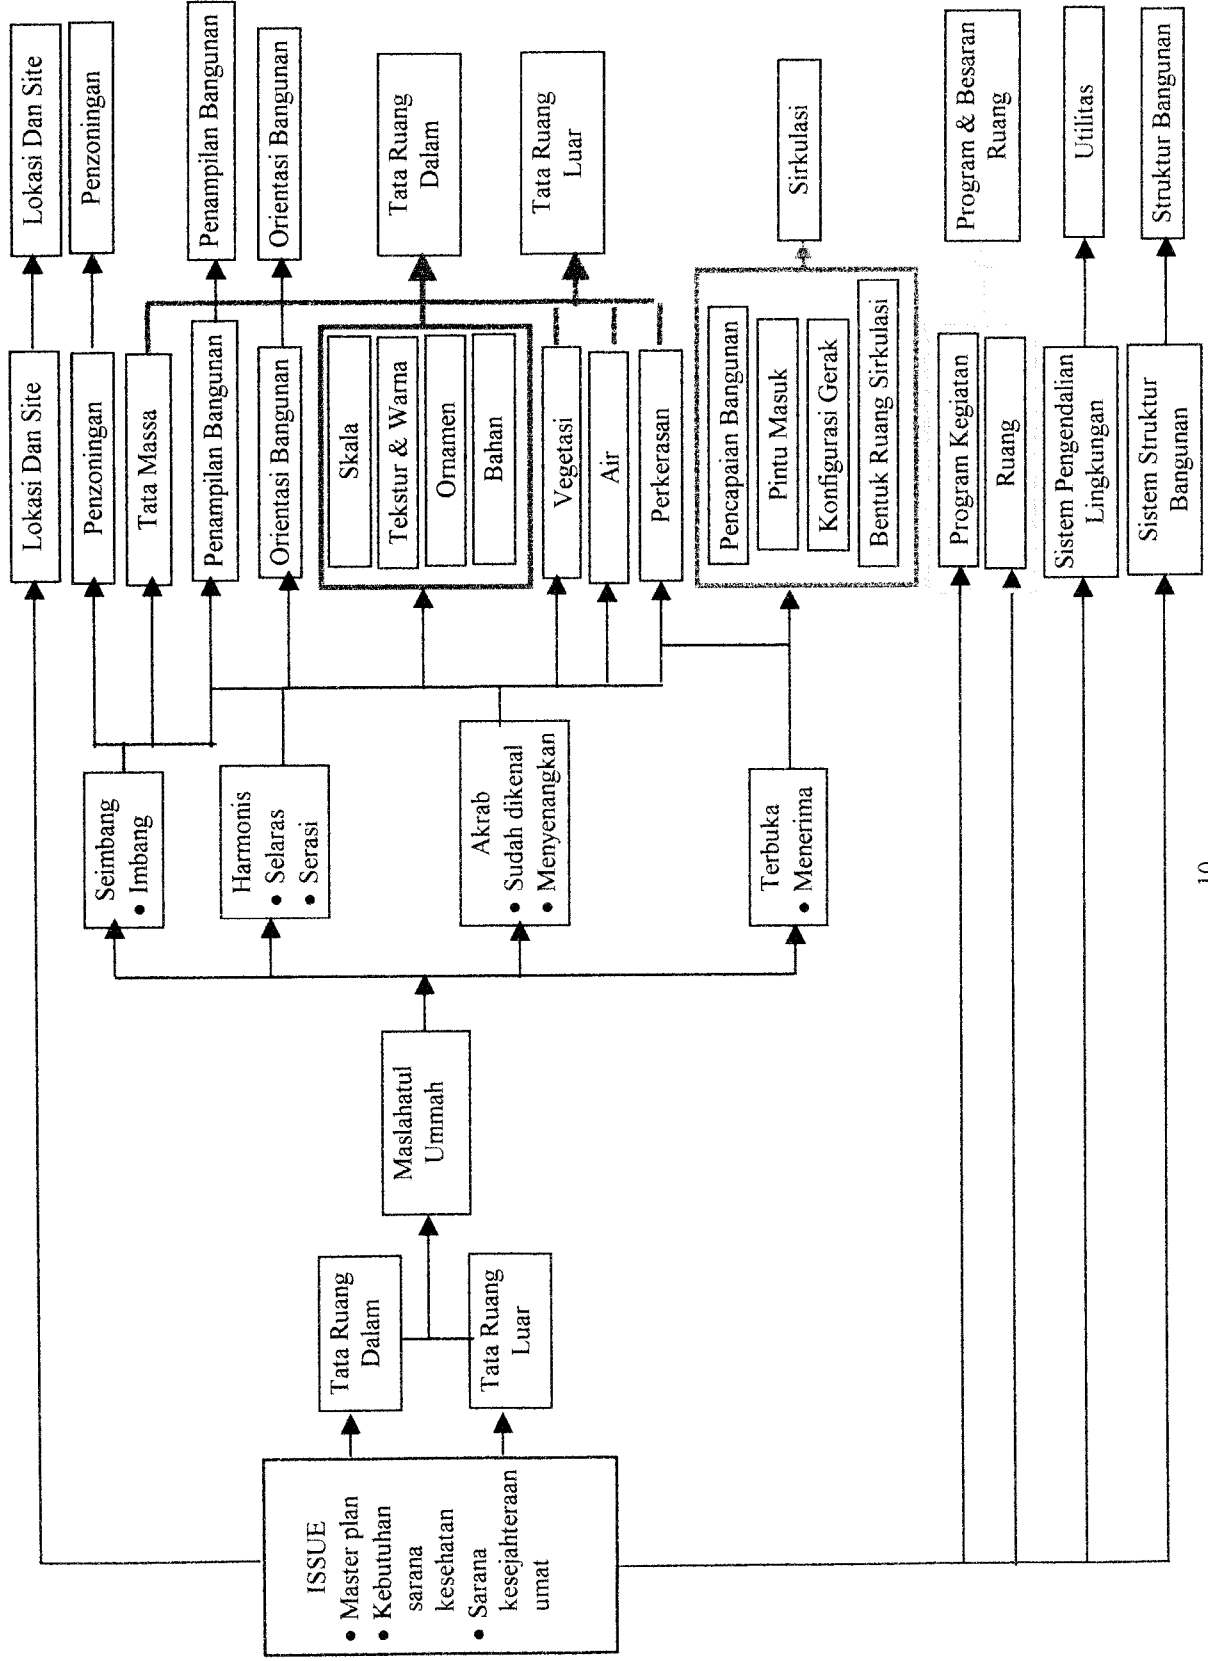 ISSUE
• Master plan
• Kebutuhan
sarana
kesehatan
• Sarana
kesejahteraan
umat
Tata Ruang
Dalam
Tata Ruang
Luar
Maslahatul
Ummah
Seimbang
• Imbang
Harmonis
• Selaras
• Serasi
Akrab
• Sudah dikenal
• Menyenangkan
Terbuka
• Menerima
Lokasi Dan Site
Penzoningan
Tata Massa
Penampilan Bangunan
Orientasi Bangunan
Skala
Tekstur & Warna
Ornamen
Bahan
Vegetasi
Air
Perkerasan
Pencapaian Bangunan
Pintu Masuk
Konfigurasi Gerak
Bentuk Ruang Sirkulasi
Program Kegiatan
Ruang
Sistem Pengendalian
Lingkungan
Sistem Struktur
Bangunan
Lokasi Dan Site
Penzoningan
Penampilan Bangunan
Orientasi Bangunan
Tata Ruang
Dalam
Tata Ruang
Luar
Sirkulasi
Program & Besaran
Ruang
Utilitas
Struktur Bangunan
10